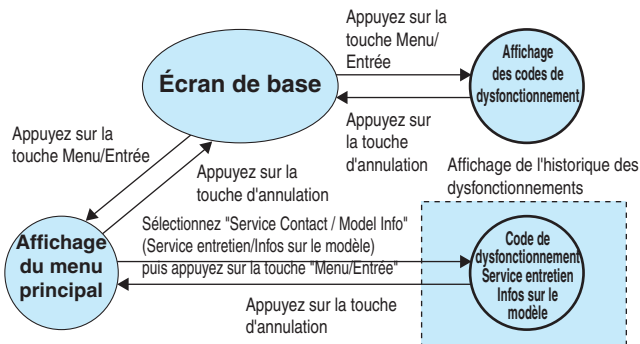 Appuyez sur la
touche Menu/
Entrée
Écran de base
Affichage
des codes de
dysfonctionnement
Appuyez sur
la touche
d'annulation
Appuyez sur la
touche Menu/Entrée
Appuyez sur la
touche d'annulation
Affichage de l'historique des
dysfonctionnements
Affichage
du menu
principal
Sélectionnez "Service Contact / Model Info"
(Service entretien/Infos sur le modèle)
puis appuyez sur la touche "Menu/Entrée"
Code de
dysfonctionnement
Service entretien
Infos sur le
modèle
Appuyez sur la touche
d'annulation